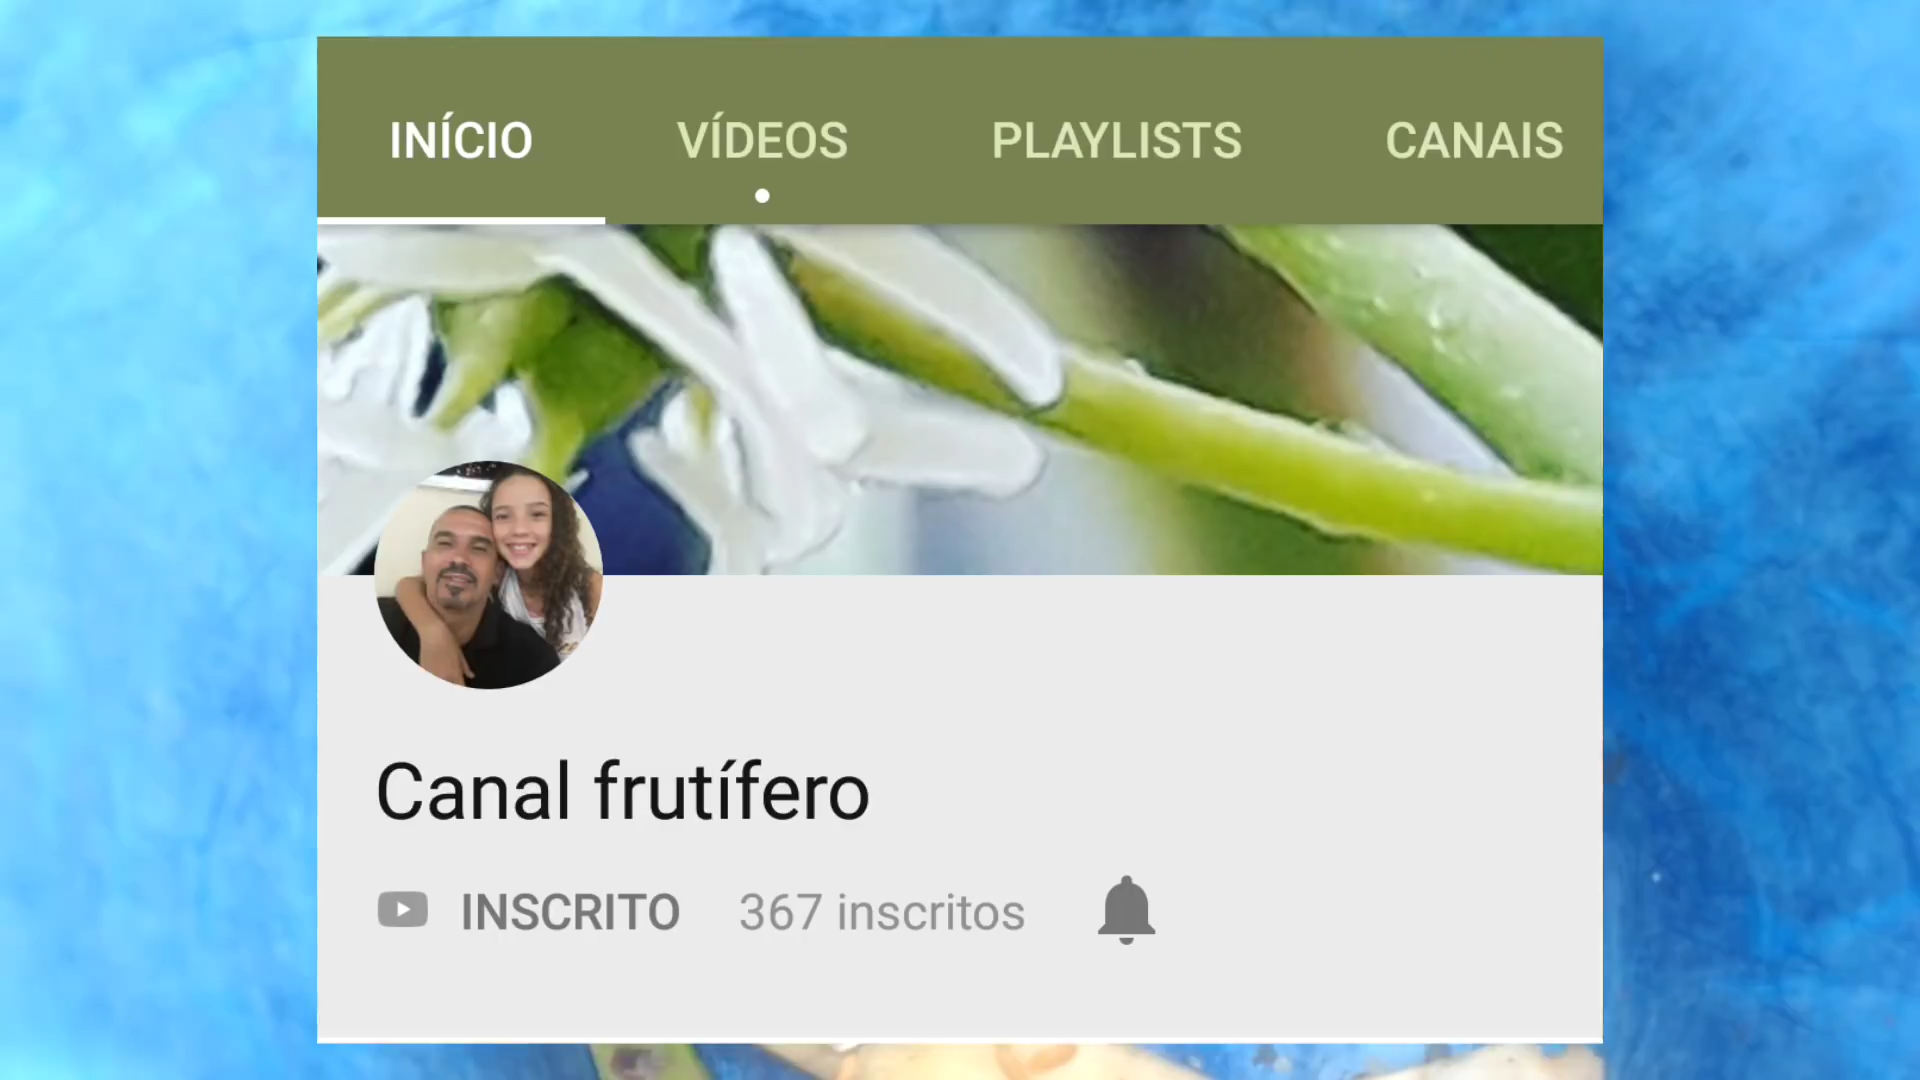 INÍCIO VÍDEOS PLAYLISTS CANAIS
Canal frutífero
INSCRITO 367 inscritos